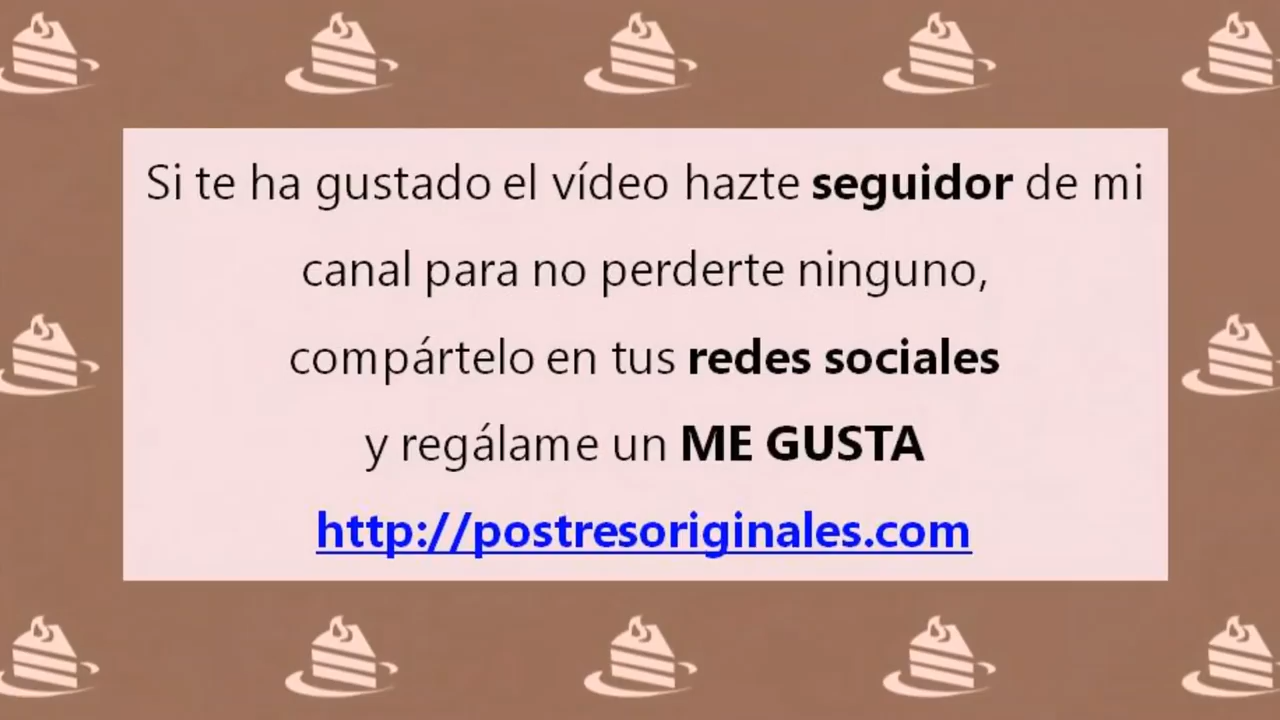 Si te ha gustado el vídeo hazte seguidor de mi
canal para no perderte ninguno,
compártelo en tus redes sociales
y regálame un ME GUSTA
http://postresoriginales.com